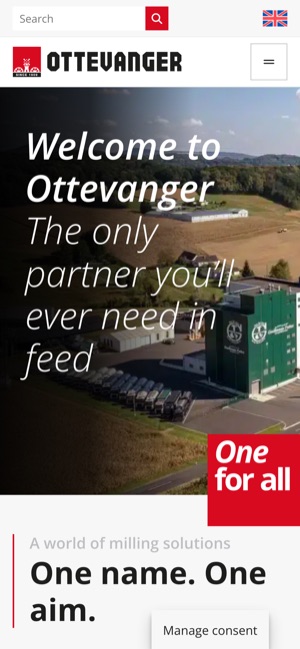 Search
OTTEVANGER
SINCE 1920
Welcome to
Ottevanger
The only
partner you'll
ever need in
feed
One
for all
A world of milling solutions
One name. One
aim.
Manage consent